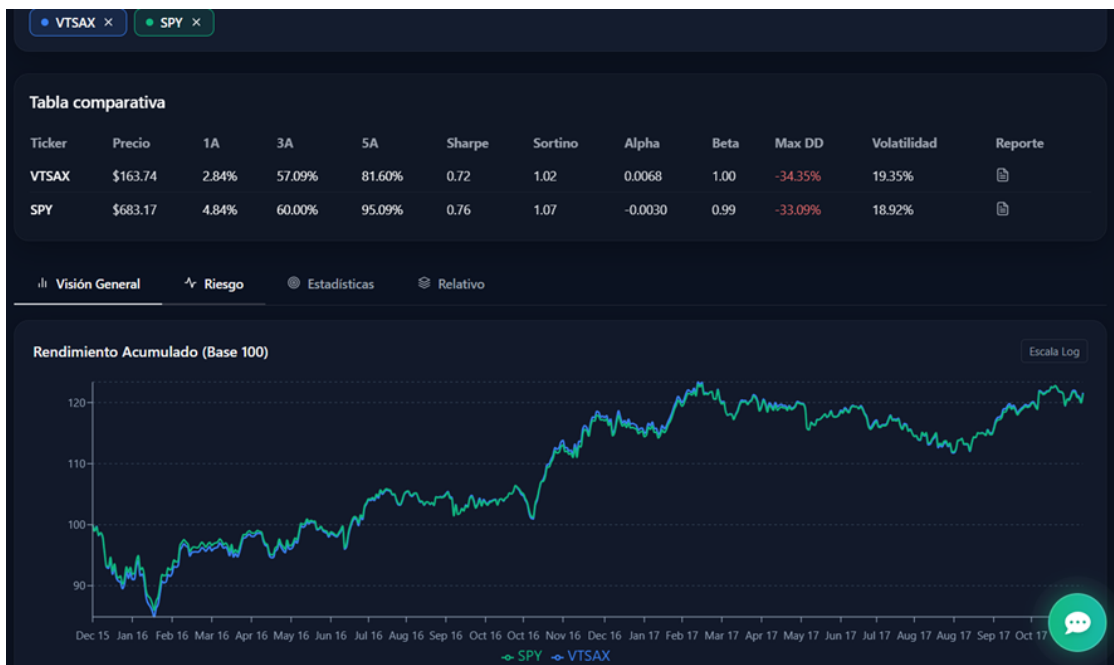 VTSAX × SPY ×
Tabla comparativa
Ticker Precio 1A 3A 5A Sharpe Sortino Alpha Beta Max DD Volatilidad Reporte
VTSAX $163.74 2.84% 57.09% 81.60% 0.72 1.02 0.0068 1.00 -34.35% 19.35%
SPY $683.17 4.84% 60.00% 95.09% 0.76 1.07 -0.0030 0.99 -33.09% 18.92%
Visión General Riesgo Estadísticas Relativo
Rendimiento Acumulado (Base 100) Escala Log
120
110
100
90
Dec 15 Jan 16 Feb 16 Mar 16 Apr 16 May 16 Jun 16 Jul 16 Aug 16 Sep 16 Oct 16 Oct 16 Nov 16 Dec 16 Jan 17 Feb 17 Mar 17 Apr 17 May 17 Jun 17 Jul 17 Aug 17 Aug 17 Sep 17 Oct 17
SPY VTSAX